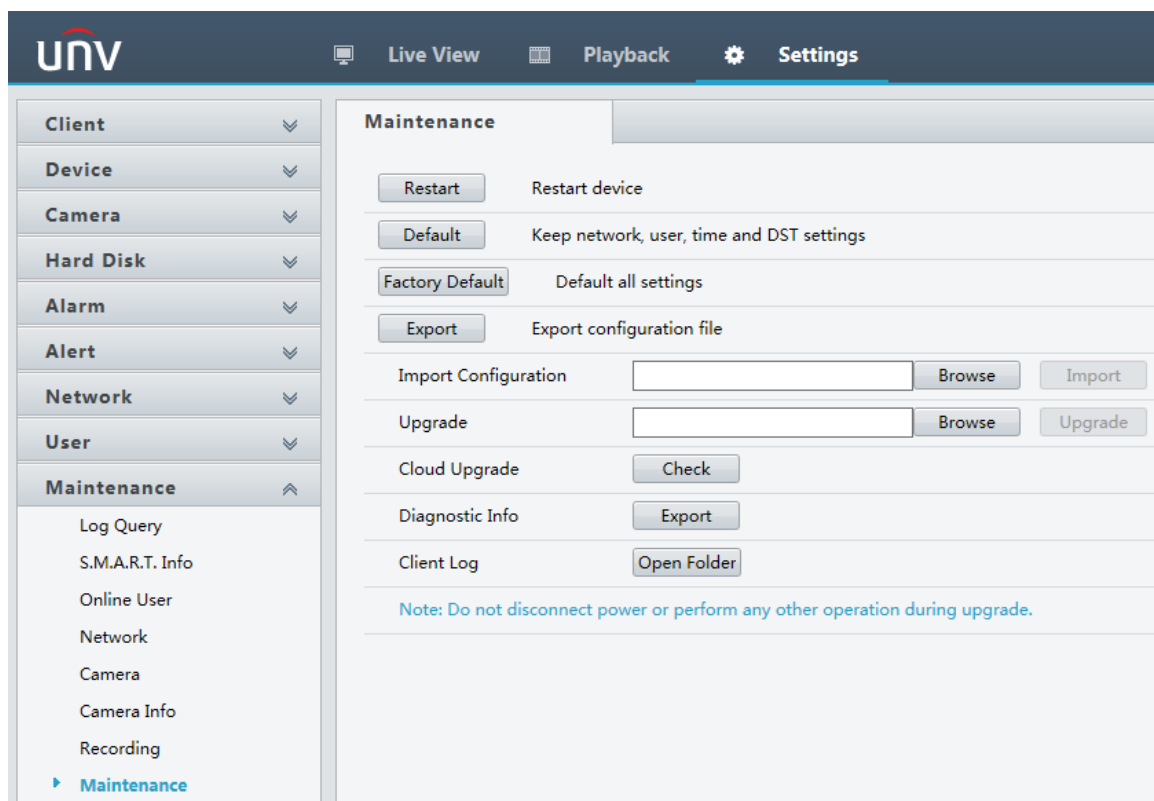 unv
Live View
Playback
Settings
Client
Device
Camera
Hard Disk
Alarm
Alert
Network
User
Maintenance
Log Query
S.M.A.R.T. Info
Online User
Network
Camera
Camera Info
Recording
Maintenance
Maintenance
Restart Restart device
Default Keep network, user, time and DST settings
Factory Default Default all settings
Export Export configuration file
Import Configuration Browse Import
Upgrade Browse Upgrade
Cloud Upgrade Check
Diagnostic Info Export
Client Log Open Folder
Note: Do not disconnect power or perform any other operation during upgrade.